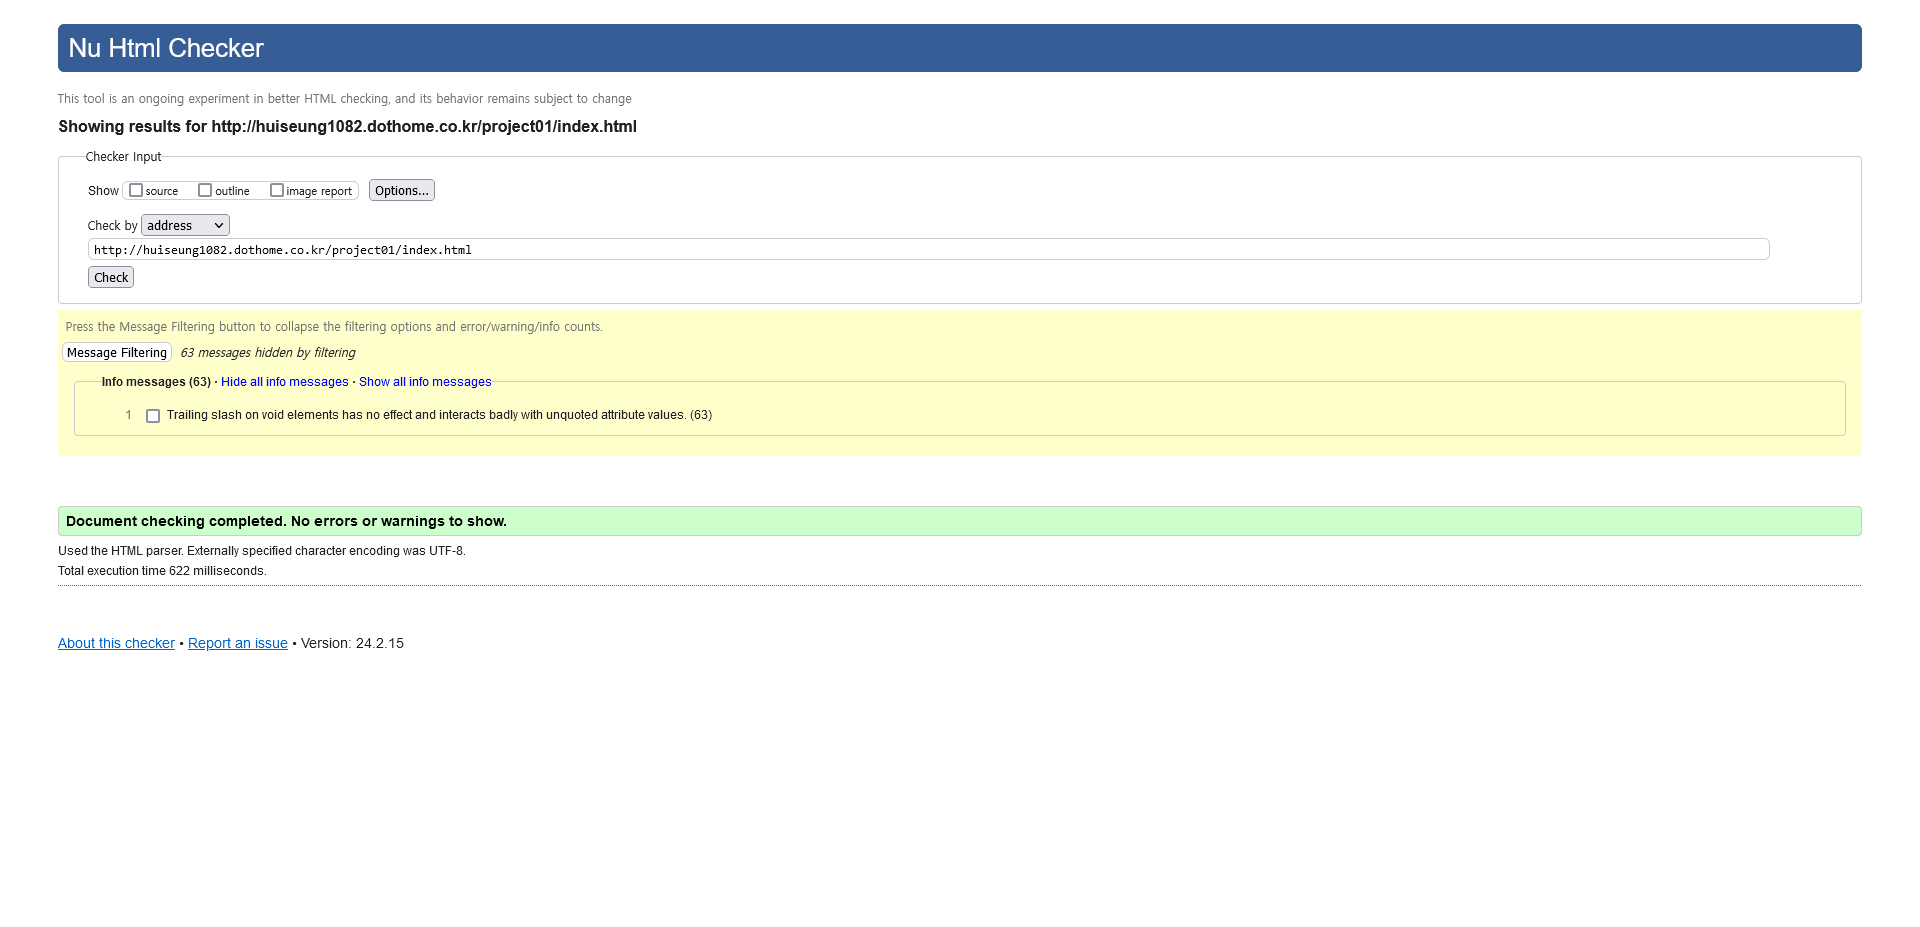 Nu Html Checker
This tool is an ongoing experiment in better HTML checking, and its behavior remains subject to change
Showing results for http://huiseung1082.dothome.co.kr/project01/index.html
Checker Input
Show source outline image report Options...
Check by address
http://huiseung1082.dothome.co.kr/project01/index.html
Check
Press the Message Filtering button to collapse the filtering options and error/warning/info counts.
Message Filtering 63 messages hidden by filtering
Info messages (63) · Hide all info messages · Show all info messages
1 Trailing slash on void elements has no effect and interacts badly with unquoted attribute values. (63)
Document checking completed. No errors or warnings to show.
Used the HTML parser. Externally specified character encoding was UTF-8.
Total execution time 622 milliseconds.
About this checker • Report an issue • Version: 24.2.15